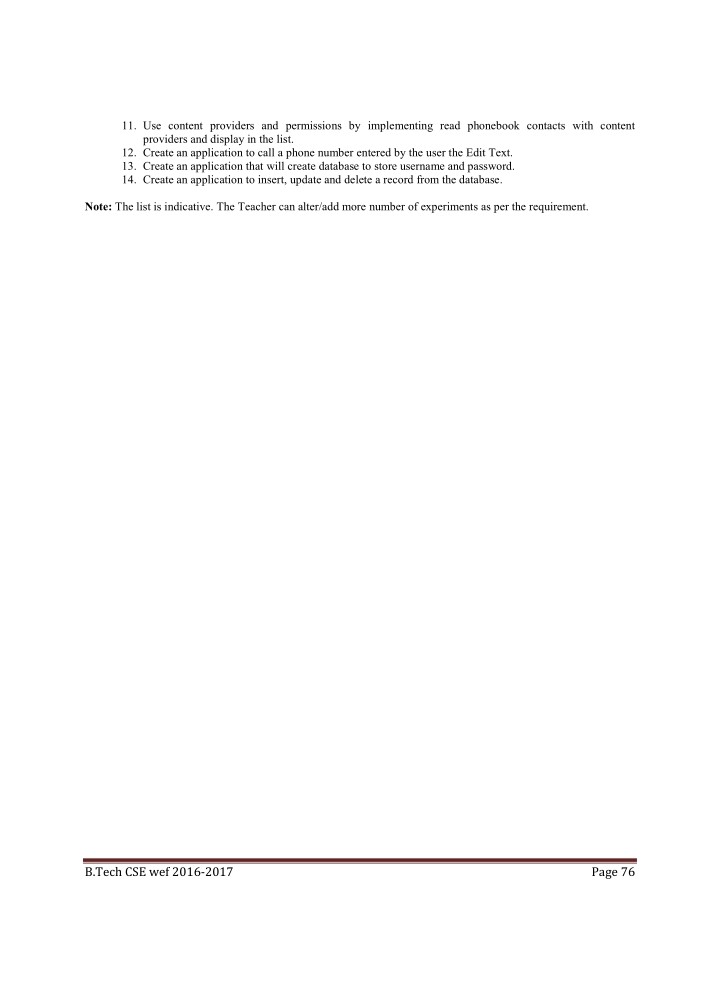 11. Use content providers and permissions by implementing read phonebook contacts with content
providers and display in the list.
12. Create an application to call a phone number entered by the user the Edit Text.
13. Create an application that will create database to store username and password.
14. Create an application to insert, update and delete a record from the database.
Note: The list is indicative. The Teacher can alter/add more number of experiments as per the requirement.
B.Tech CSE wef 2016-2017 Page 76